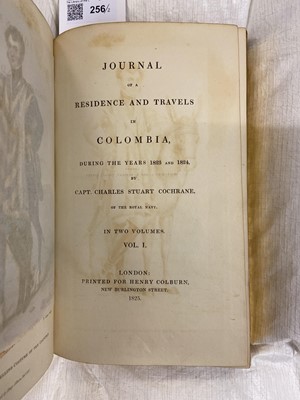 256/2
JOURNAL
OF A
RESIDENCE AND TRAVELS
IN
COLOMBIA,
DURING THE YEARS 1823 AND 1824.
BY
CAPT. CHARLES STUART COCHRANE,
OF THE ROYAL NAVY.
IN TWO VOLUMES.
VOL. I.
LONDON:
PRINTED FOR HENRY COLBURN,
NEW BURLINGTON STREET.
1825.